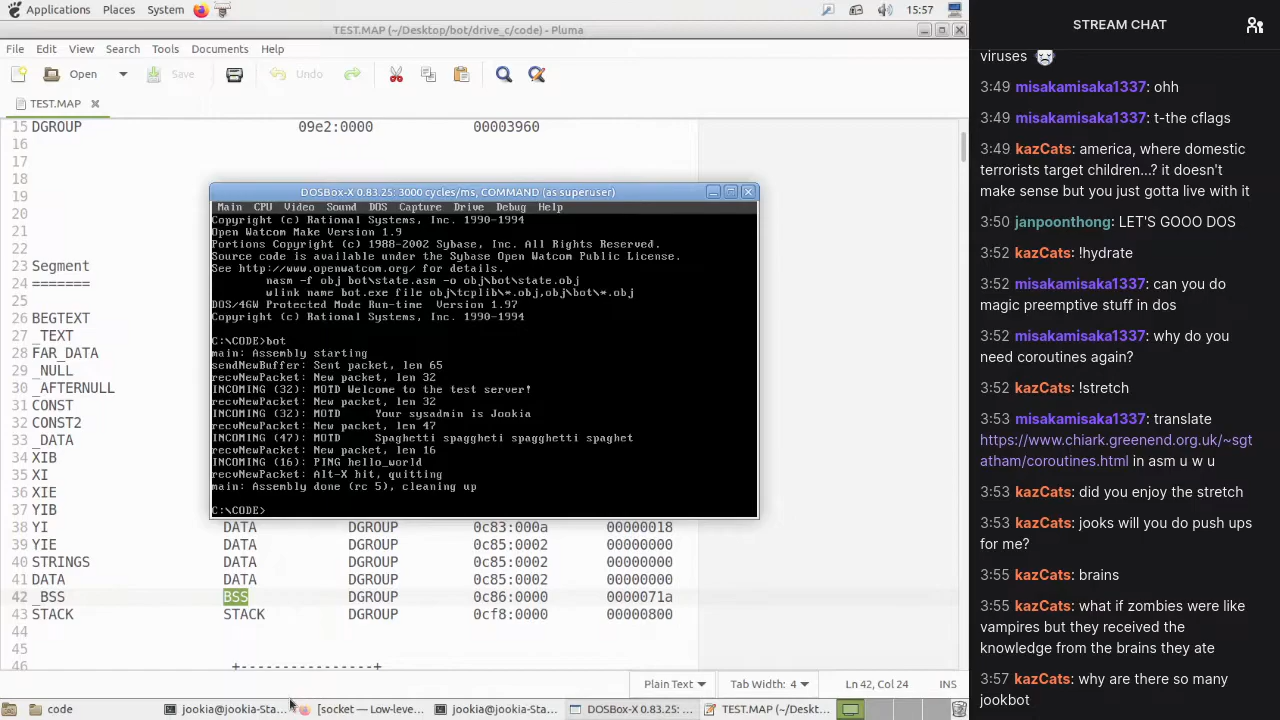 Applications Places System 15:57
TEST.MAP (~/Desktop/bot/drive_c/code) - Pluma
File Edit View Search Tools Documents Help
Open Save Undo
TEST.MAP
15 DGROUP 09e2:0000 00003960
16
17
18
19
20
21
22
23 Segment
24 =======
25
26 BEGTEXT
27 _TEXT
28 FAR_DATA
29 _NULL
30 _AFTERNULL
31 CONST
32 CONST2
33 _DATA
34 XIB
35 XI
36 XIE
37 YIB
38 YI DATA DGROUP 0c83:000a 00000018
39 YIE DATA DGROUP 0c85:0002 00000000
40 STRINGS DATA DGROUP 0c85:0002 00000000
41 DATA DATA DGROUP 0c85:0002 00000000
42 _BSS BSS DGROUP 0c86:0000 0000071a
43 STACK STACK DGROUP 0cf8:0000 00000800
44
45
46 +----------------+
Plain Text Tab Width: 4 Ln 42, Col 24 INS
DOSBox-X 0.83.25: 3000 cycles/ms, COMMAND (as superuser)
Main CPU Video Sound DOS Capture Drive Debug Help
Copyright (c) Rational Systems, Inc. 1990-1994
Open Watcom Make Version 1.9
Portions Copyright (c) 1988-2002 Sybase, Inc. All Rights Reserved.
Source code is available under the Sybase Open Watcom Public License.
See http://www.openwatcom.org/ for details.
nasm -f obj bot\state.asm -o obj\bot\state.obj
wlink name bot.exe file obj\tcplib\*.obj,obj\bot\*.obj
DOS/4GW Protected Mode Run-time Version 1.97
Copyright (c) Rational Systems, Inc. 1990-1994
C:\CODE>bot
main: Assembly starting
sendNewBuffer: Sent packet, len 65
recvNewPacket: New packet, len 32
INCOMING (32): MOTD Welcome to the test server!
recvNewPacket: New packet, len 32
INCOMING (32): MOTD Your sysadmin is Jookia
recvNewPacket: New packet, len 47
INCOMING (47): MOTD Spaghetti spaggheti spagghetti spaghet
recvNewPacket: New packet, len 16
INCOMING (16): PING hello_world
recvNewPacket: Alt-X hit, quitting
main: Assembly done (rc 5), cleaning up
C:\CODE>
code jookia@jookia-Sta... [socket — Low-leve... jookia@jookia-Sta... DOSBox-X 0.83.25: ... TEST.MAP (~/Deskt...
STREAM CHAT
viruses
3:49 misakamisaka1337: ohh
3:49 misakamisaka1337: t-the cflags
3:49 kazCats: america, where domestic
terrorists target children...? it doesn't
make sense but you just gotta live with it
3:50 janpoonthong: LET'S GOOO DOS
3:52 kazCats: !hydrate
3:52 misakamisaka1337: can you do
magic preemptive stuff in dos
3:52 misakamisaka1337: why do you
need coroutines again?
3:52 kazCats: !stretch
3:53 misakamisaka1337: translate
https://www.chiark.greenend.org.uk/~sgt
atham/coroutines.html in asm u w u
3:53 kazCats: did you enjoy the stretch
3:53 kazCats: jooks will you do push ups
for me?
3:55 kazCats: brains
3:55 kazCats: what if zombies were like
vampires but they received the
knowledge from the brains they ate
3:57 kazCats: why are there so many
jookbot